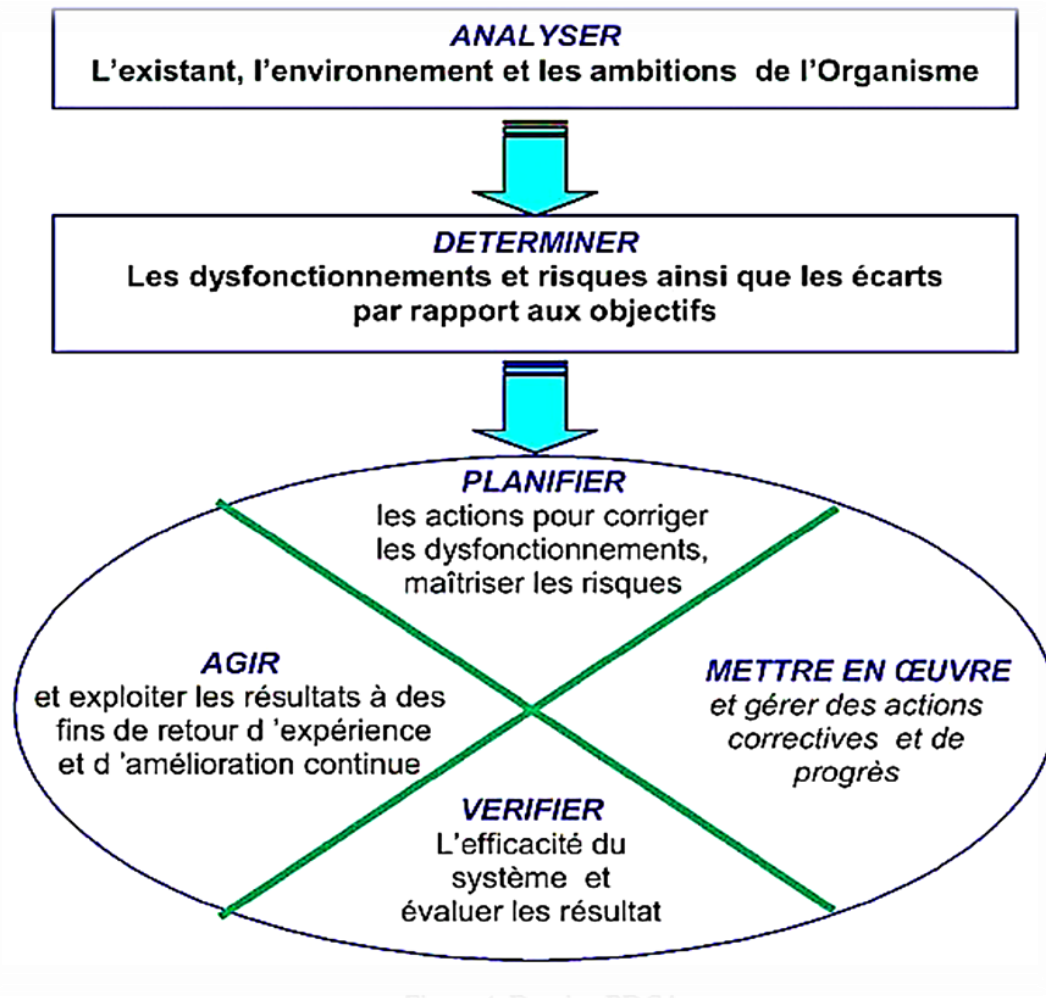 ANALYSER
L'existant, l'environnement et les ambitions de l'Organisme
DETERMINER
Les dysfonctionnements et risques ainsi que les écarts
par rapport aux objectifs
PLANIFIER
les actions pour corriger
les dysfonctionnements,
maîtriser les risques
AGIR
et exploiter les résultats à des
fins de retour d 'expérience
et d 'amélioration continue
METTRE EN ŒUVRE
et gérer des actions
correctives et de
progrès
VERIFIER
L'efficacité du
système et
évaluer les résultat